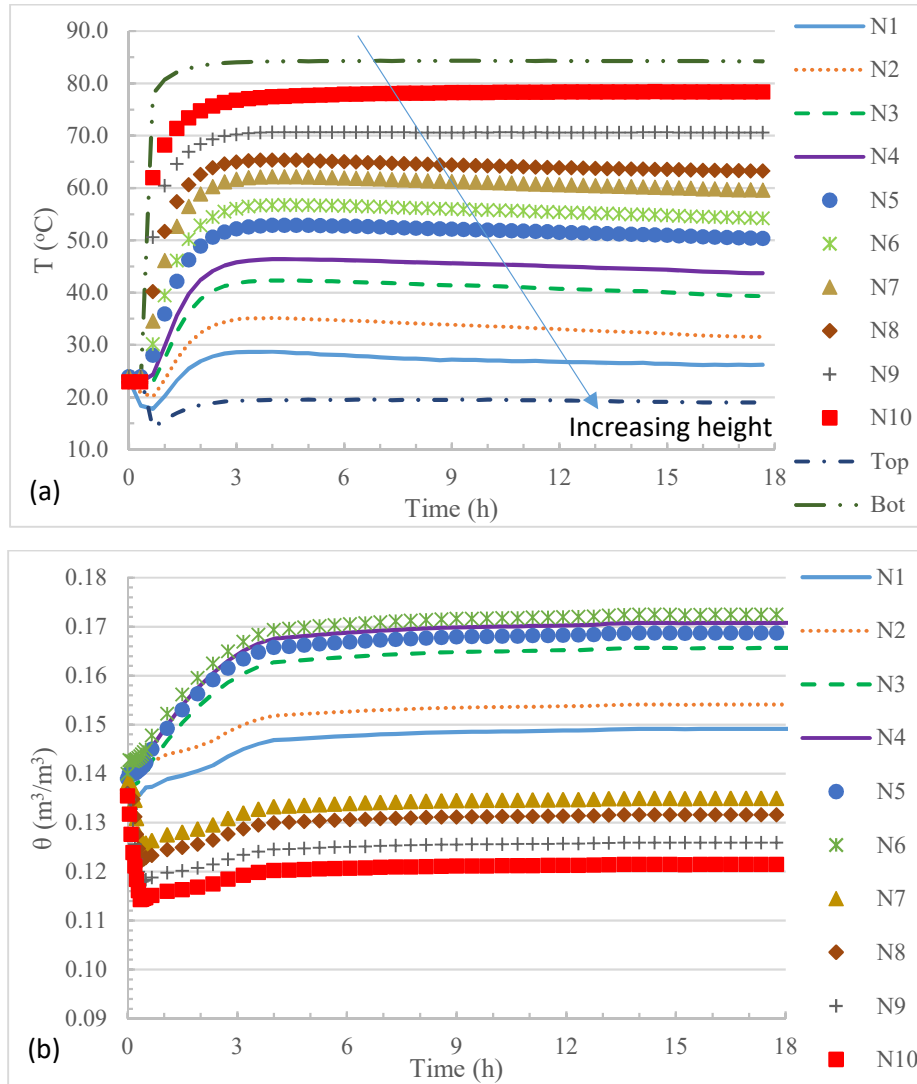 90.0
80.0
70.0
60.0
50.0
40.0
30.0
20.0
10.0
T (°C)
0
3
6
9
12
15
18
Time (h)
(a)
Increasing height
N1
N2
N3
N4
N5
N6
N7
N8
N9
N10
Top
Bot
0.18
0.17
0.16
0.15
0.14
0.13
0.12
0.11
0.10
0.09
θ (m³/m³)
0
3
6
9
12
15
18
Time (h)
(b)
N1
N2
N3
N4
N5
N6
N7
N8
N9
N10